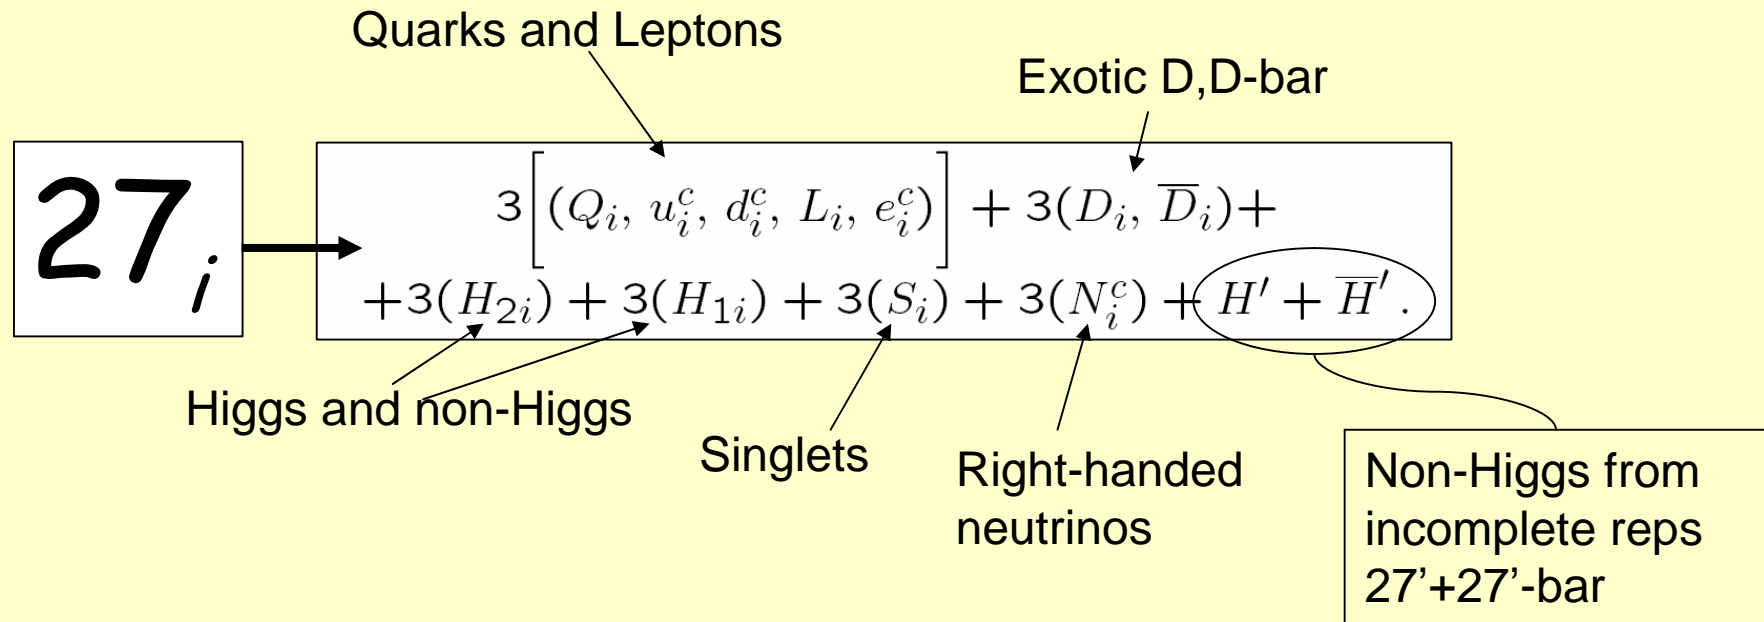 Quarks and Leptons
Exotic D,D-bar
27ᵢ
3[(Qᵢ, uᵢᶜ, dᵢᶜ, Lᵢ, eᵢᶜ)] + 3(Dᵢ, D̅ᵢ)+
+3(H₂ᵢ) + 3(H₁ᵢ) + 3(Sᵢ) + 3(Nᵢᶜ) + H′ + H̅′.
Higgs and non-Higgs
Singlets
Right-handed
neutrinos
Non-Higgs from
incomplete reps
27’+27’-bar